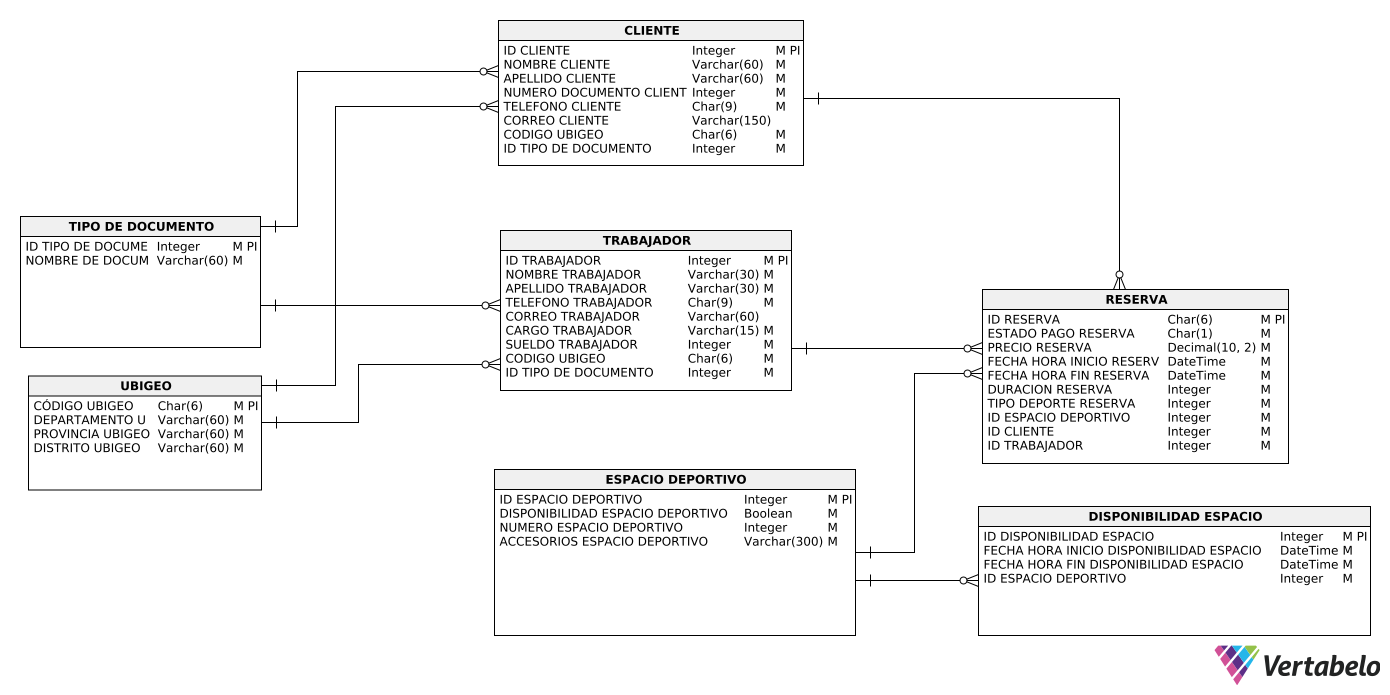 CLIENTE
ID CLIENTE Integer M PI
NOMBRE CLIENTE Varchar(60) M
APELLIDO CLIENTE Varchar(60) M
NUMERO DOCUMENTO CLIENT Integer M
TELEFONO CLIENTE Char(9) M
CORREO CLIENTE Varchar(150)
CODIGO UBIGEO Char(6) M
ID TIPO DE DOCUMENTO Integer M
TIPO DE DOCUMENTO
ID TIPO DE DOCUME Integer M PI
NOMBRE DE DOCUM Varchar(60) M
TRABAJADOR
ID TRABAJADOR Integer M PI
NOMBRE TRABAJADOR Varchar(30) M
APELLIDO TRABAJADOR Varchar(30) M
TELEFONO TRABAJADOR Char(9) M
CORREO TRABAJADOR Varchar(60)
CARGO TRABAJADOR Varchar(15) M
SUELDO TRABAJADOR Integer M
CODIGO UBIGEO Char(6) M
ID TIPO DE DOCUMENTO Integer M
RESERVA
ID RESERVA Char(6) M PI
ESTADO PAGO RESERVA Char(1) M
PRECIO RESERVA Decimal(10, 2) M
FECHA HORA INICIO RESERV DateTime M
FECHA HORA FIN RESERVA DateTime M
DURACION RESERVA Integer M
TIPO DEPORTE RESERVA Integer M
ID ESPACIO DEPORTIVO Integer M
ID CLIENTE Integer M
ID TRABAJADOR Integer M
UBIGEO
CÓDIGO UBIGEO Char(6) M PI
DEPARTAMENTO U Varchar(60) M
PROVINCIA UBIGEO Varchar(60) M
DISTRITO UBIGEO Varchar(60) M
ESPACIO DEPORTIVO
ID ESPACIO DEPORTIVO Integer M PI
DISPONIBILIDAD ESPACIO DEPORTIVO Boolean M
NUMERO ESPACIO DEPORTIVO Integer M
ACCESORIOS ESPACIO DEPORTIVO Varchar(300) M
DISPONIBILIDAD ESPACIO
ID DISPONIBILIDAD ESPACIO Integer M PI
FECHA HORA INICIO DISPONIBILIDAD ESPACIO DateTime M
FECHA HORA FIN DISPONIBILIDAD ESPACIO DateTime M
ID ESPACIO DEPORTIVO Integer M
Vertabelo